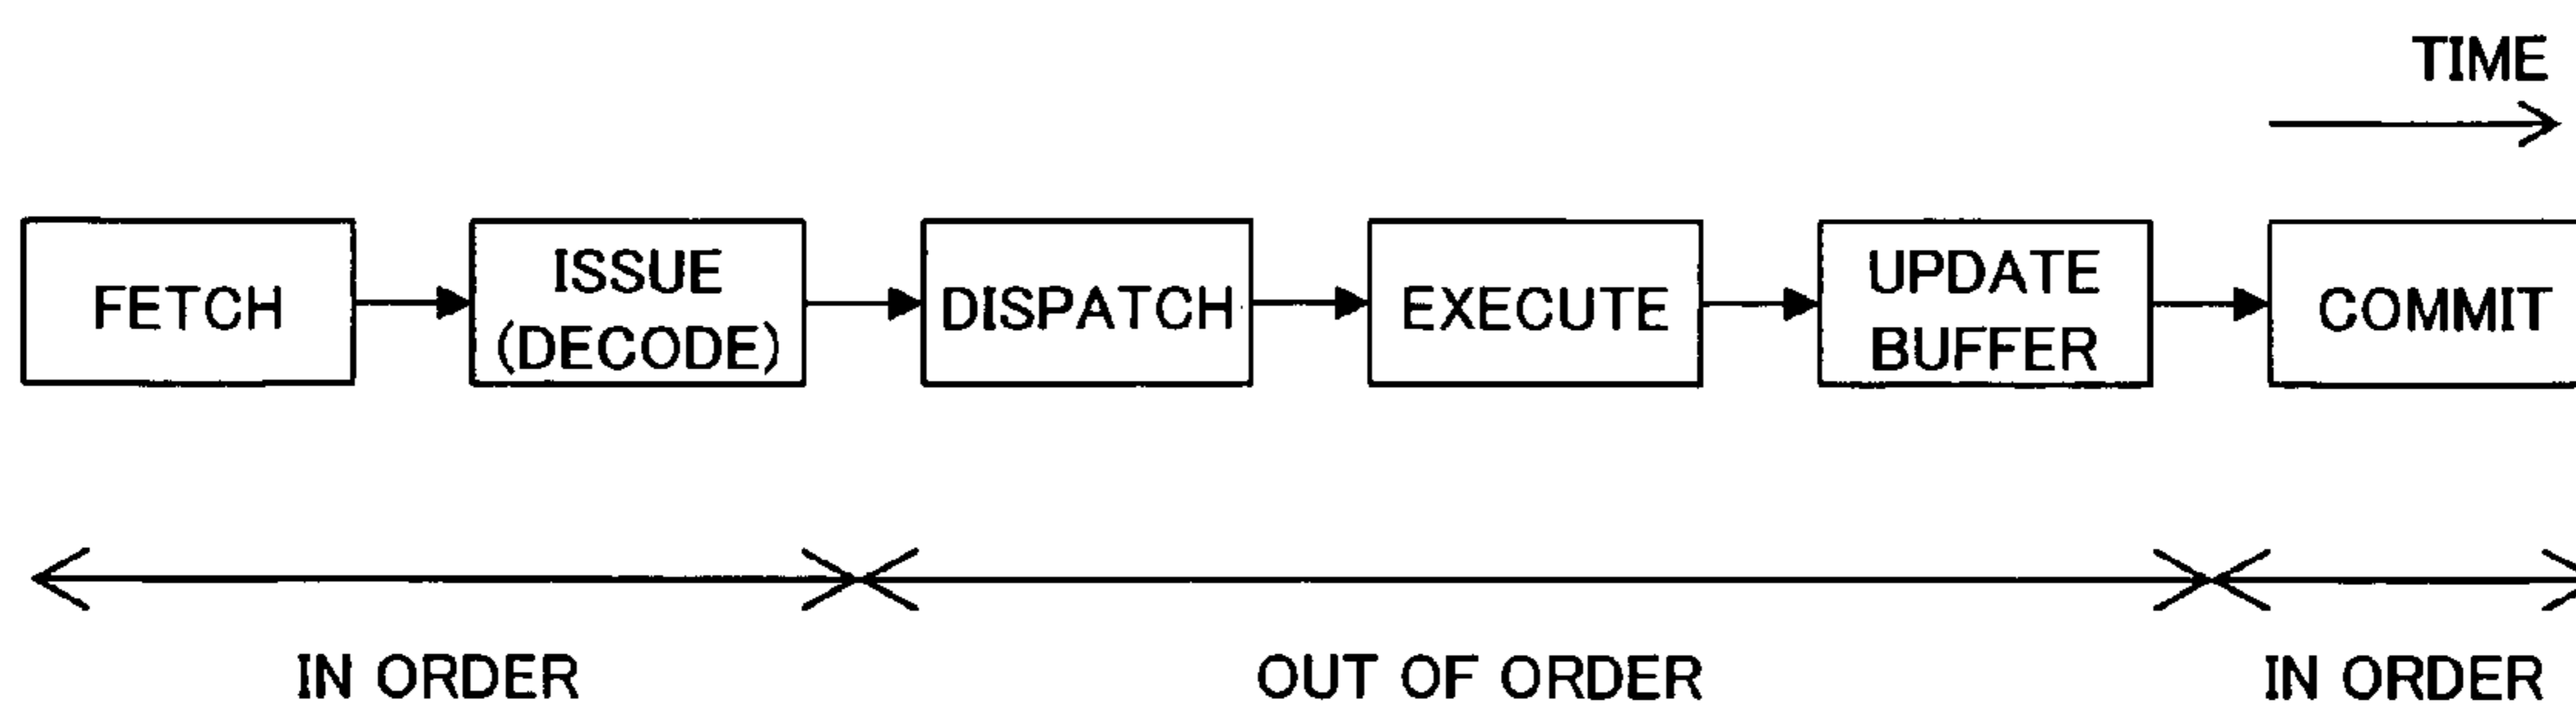 TIME
FETCH
ISSUE
(DECODE)
DISPATCH
EXECUTE
UPDATE
BUFFER
COMMIT
IN ORDER
OUT OF ORDER
IN ORDER